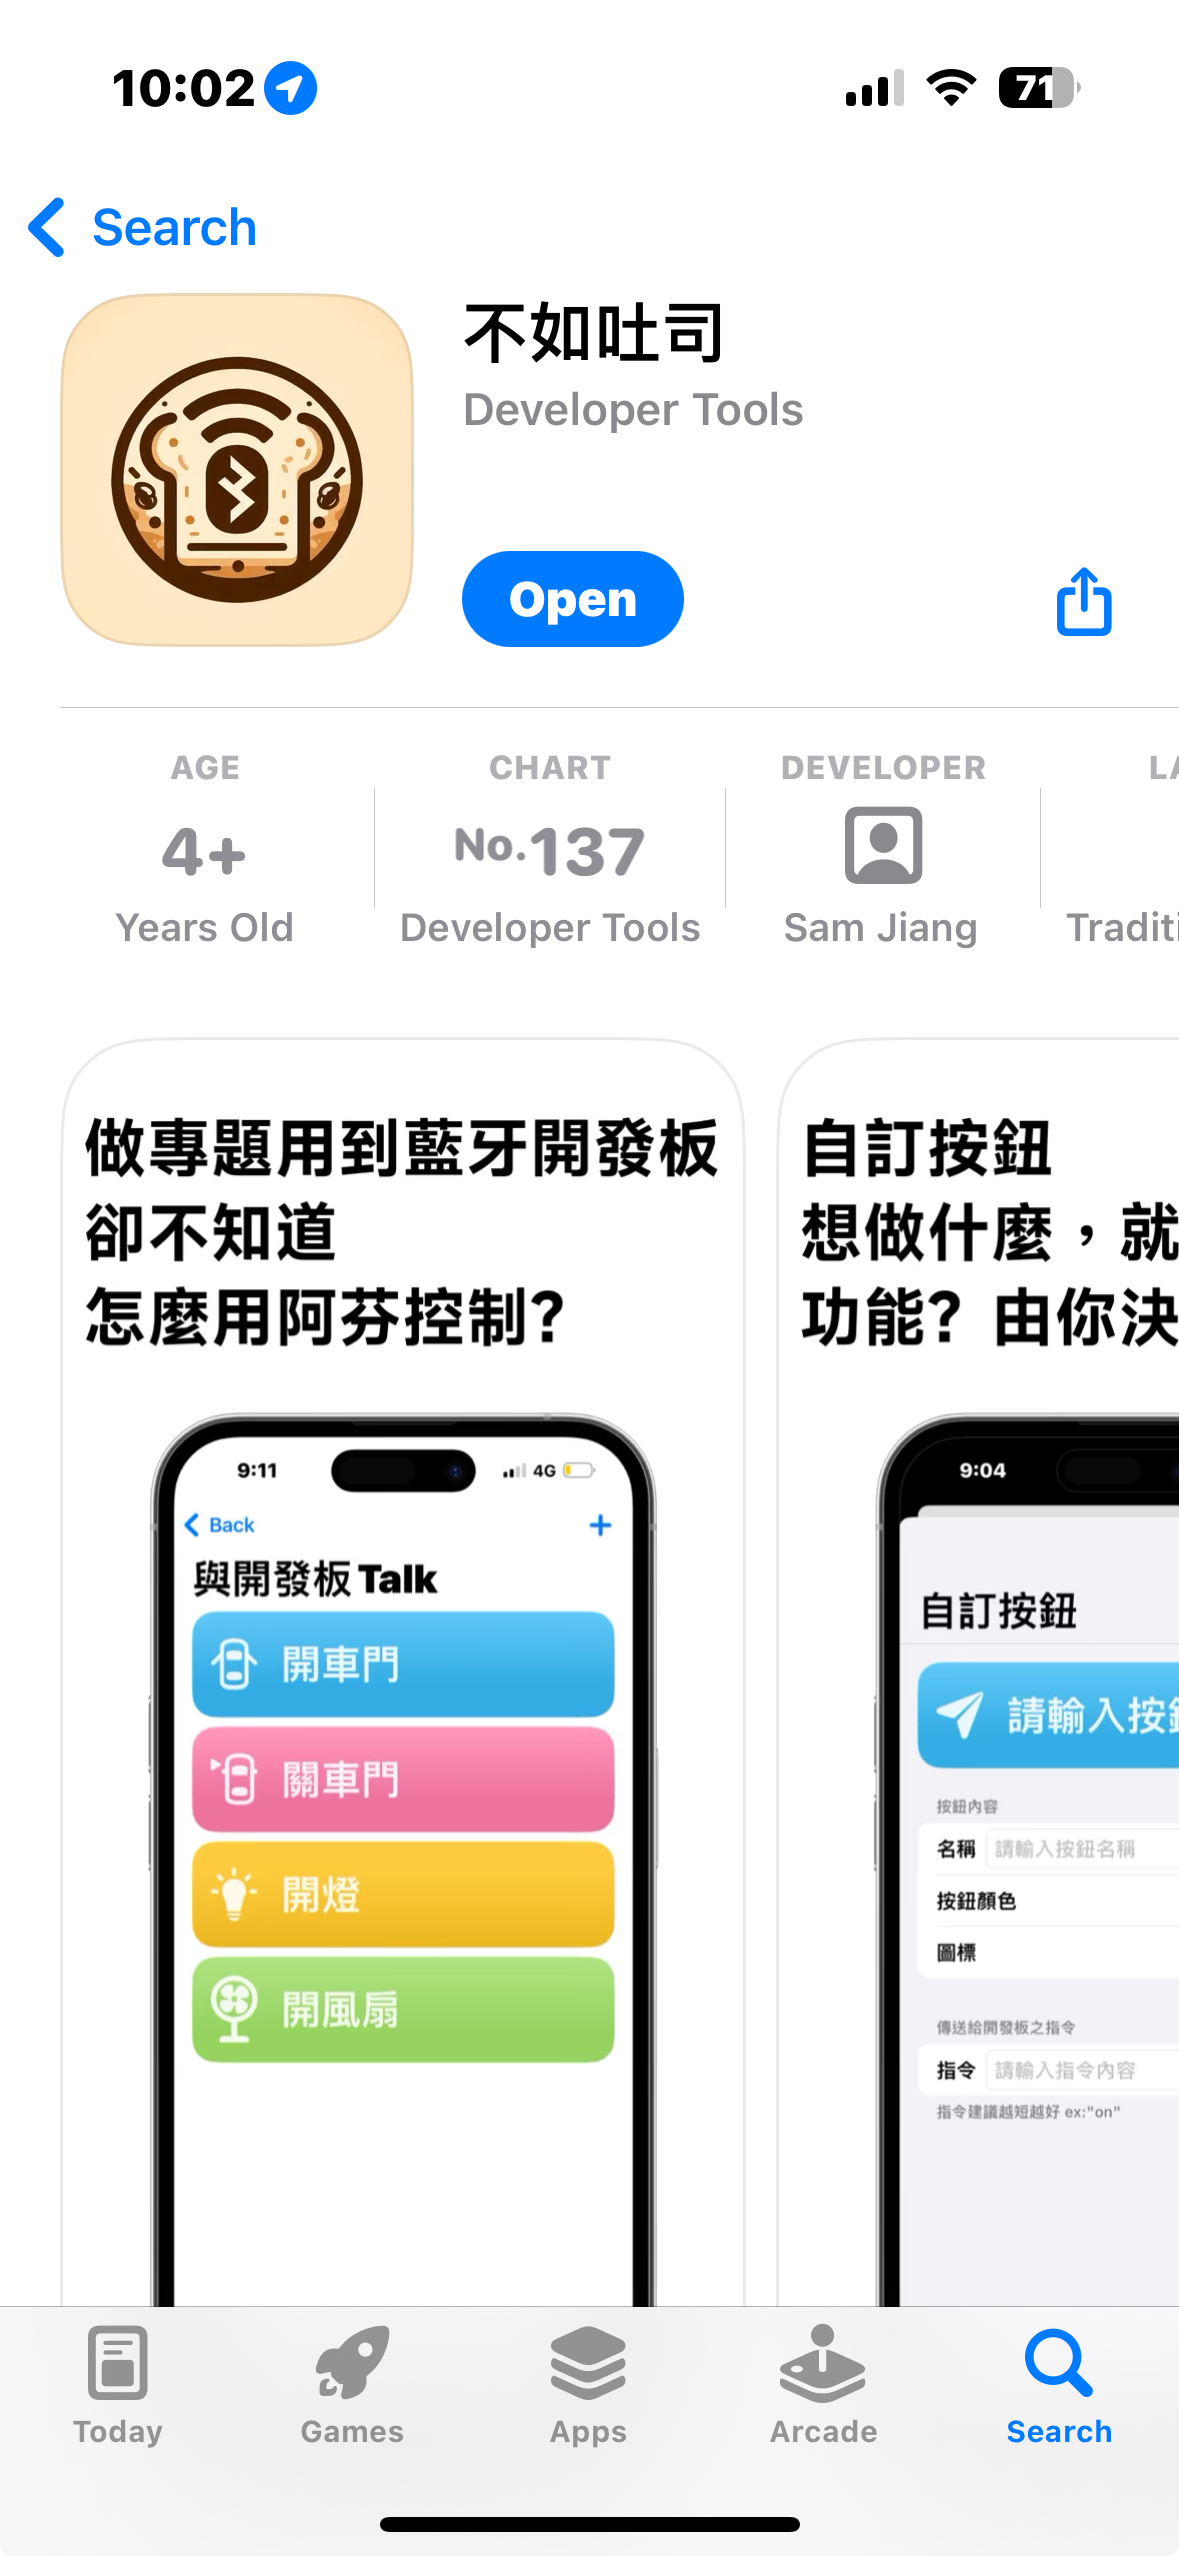 10:02
71
Search
不如吐司
Developer Tools
Open
AGE
4+
Years Old
CHART
No.137
Developer Tools
DEVELOPER
Sam Jiang
做專題用到藍牙開發板
卻不知道
怎麼用阿芬控制?
9:11
4G
Back
與開發板Talk
開車門
關車門
開燈
開風扇
自訂按鈕
想做什麼，就
功能? 由你決
9:04
自訂按鈕
請輸入按
按鈕內容
名稱 請輸入按鈕名稱
按鈕顏色
圖標
傳送給開發板之指令
指令 請輸入指令內容
指令建議越短越好 ex:"on"
Today
Games
Apps
Arcade
Search